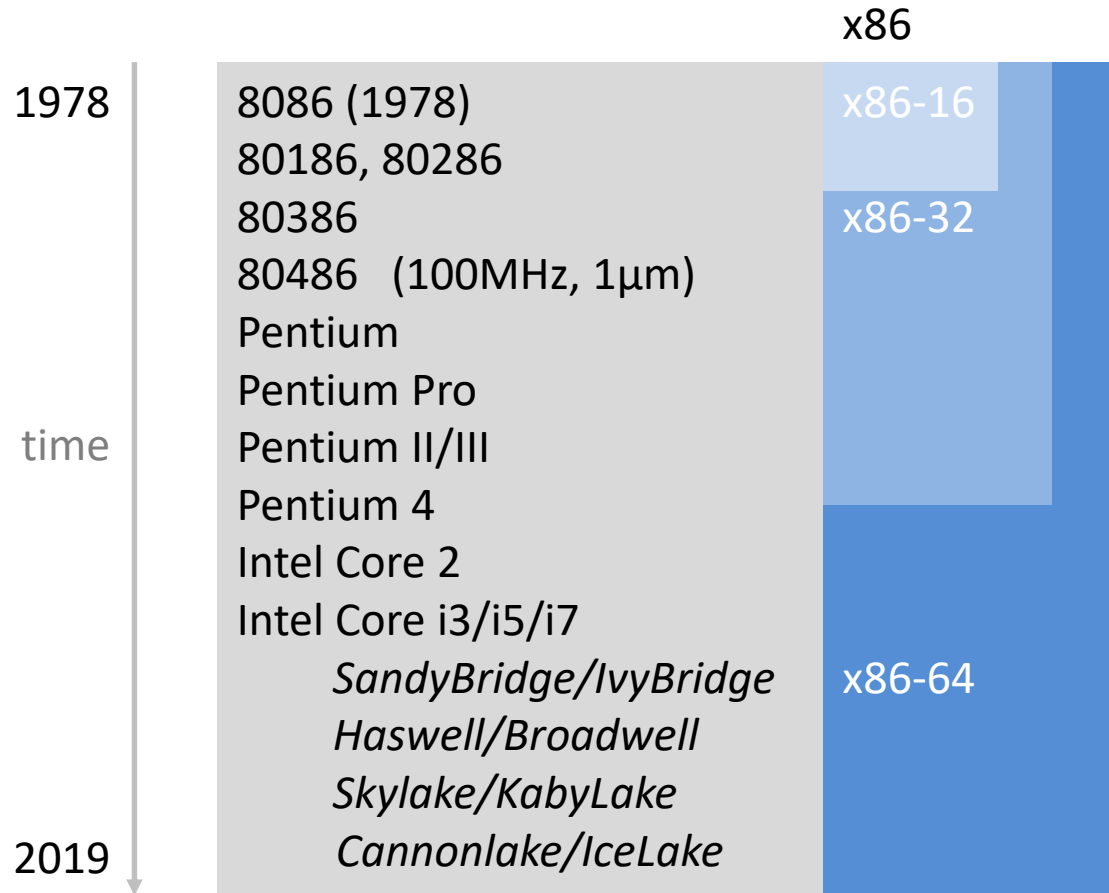 x86
1978 8086 (1978) x86-16
80186, 80286
80386 x86-32
80486 (100MHz, 1µm)
Pentium
Pentium Pro
time Pentium II/III
Pentium 4
Intel Core 2
Intel Core i3/i5/i7
SandyBridge/IvyBridge x86-64
Haswell/Broadwell
Skylake/KabyLake
2019 Cannonlake/IceLake